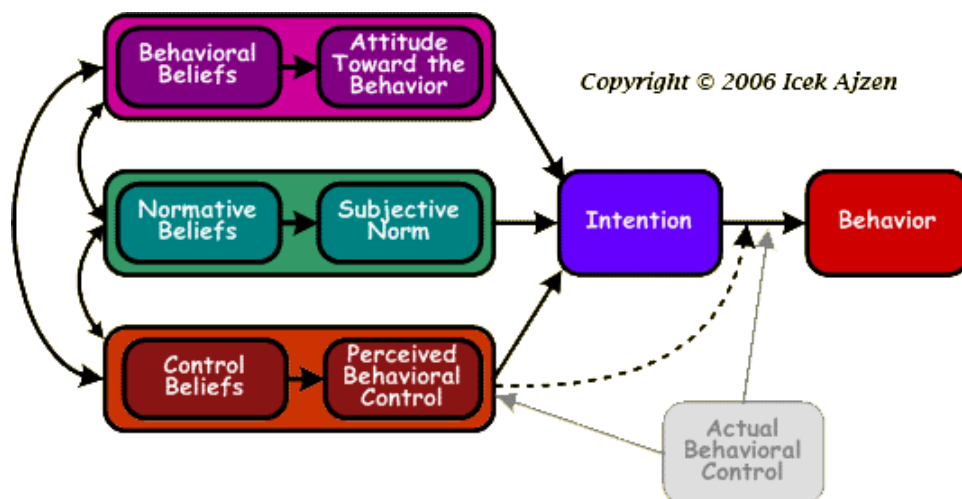 Behavioral
Beliefs
Attitude
Toward the
Behavior
Copyright © 2006 Icek Ajzen
Normative
Beliefs
Subjective
Norm
Intention
Behavior
Control
Beliefs
Perceived
Behavioral
Control
Actual
Behavioral
Control